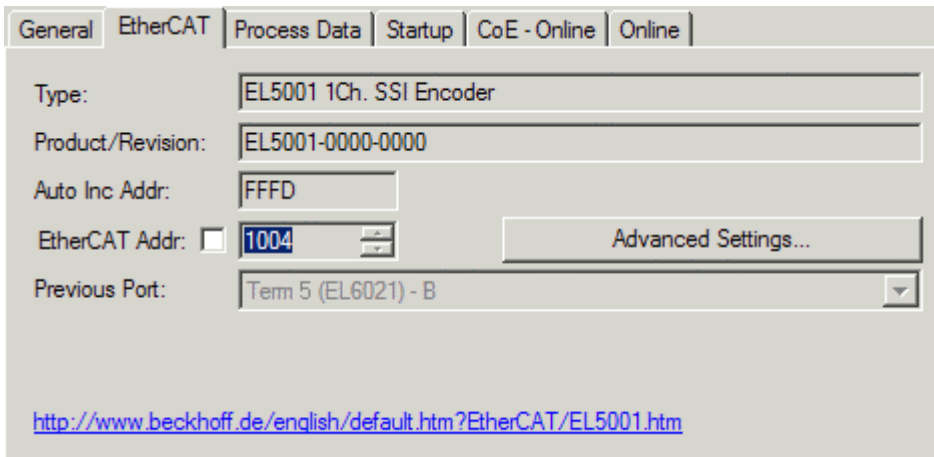 General EtherCAT Process Data Startup CoE - Online Online
Type: EL5001 1Ch. SSI Encoder
Product/Revision: EL5001-0000-0000
Auto Inc Addr: FFFD
EtherCAT Addr: 1004 Advanced Settings...
Previous Port: Term 5 (EL6021) - B
http://www.beckhoff.de/english/default.htm?EtherCAT/EL5001.htm